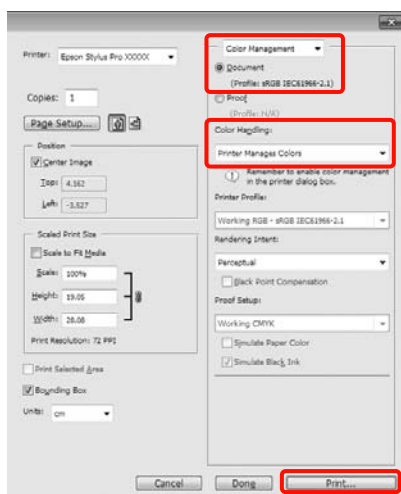 Printer: Epson Stylus Pro XXXXX
Copies: 1
Page Setup...
Position
Center Image
Top: 4.162
Left: -3.527
Scaled Print Size
Scale to Fit Media
Scale: 100%
Height: 19.05
Width: 28.08
Print Resolution: 72 PPI
Print Selected Area
Bounding Box
Units: cm
Color Management
Document
(Profile: sRGB IEC61966-2.1)
Proof
(Profile: N/A)
Color Handling:
Printer Manages Colors
Remember to enable color management
in the printer dialog box.
Printer Profile:
Working RGB - sRGB IEC61966-2.1
Rendering Intent:
Perceptual
Black Point Compensation
Proof Setup:
Working CMYK
Simulate Paper Color
Simulate Black Ink
Cancel
Done
Print...